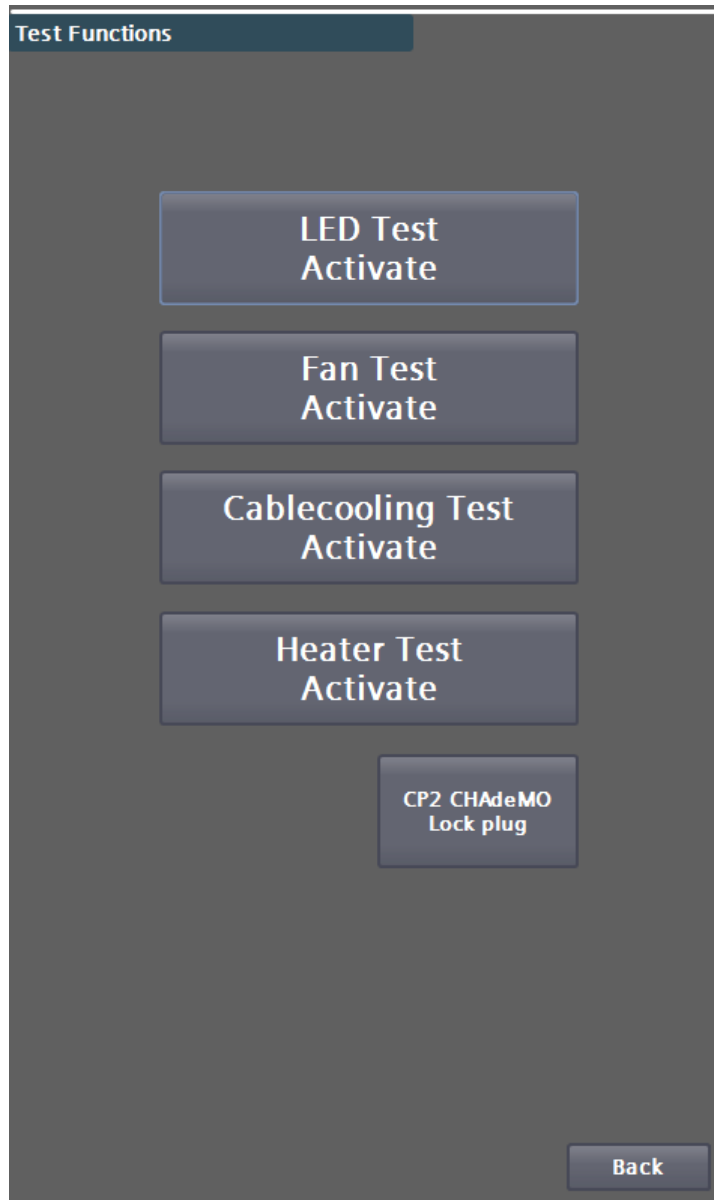 Test Functions
LED Test
Activate
Fan Test
Activate
Cablecooling Test
Activate
Heater Test
Activate
CP2 CHAdeMO
Lock plug
Back